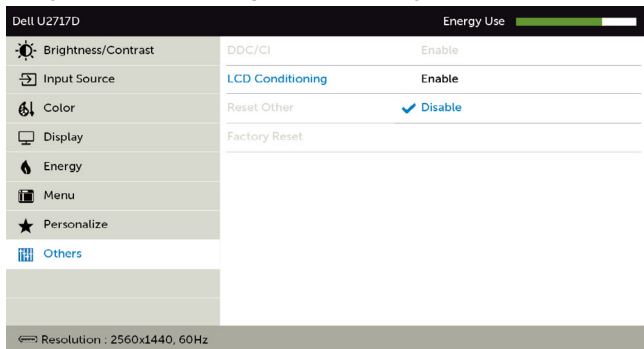 Dell U2717D Energy Use
Brightness/Contrast DDC/CI Enable
Input Source LCD Conditioning Enable
Color Reset Other Disable
Display Factory Reset
Energy
Menu
Personalize
Others
Resolution : 2560x1440, 60Hz